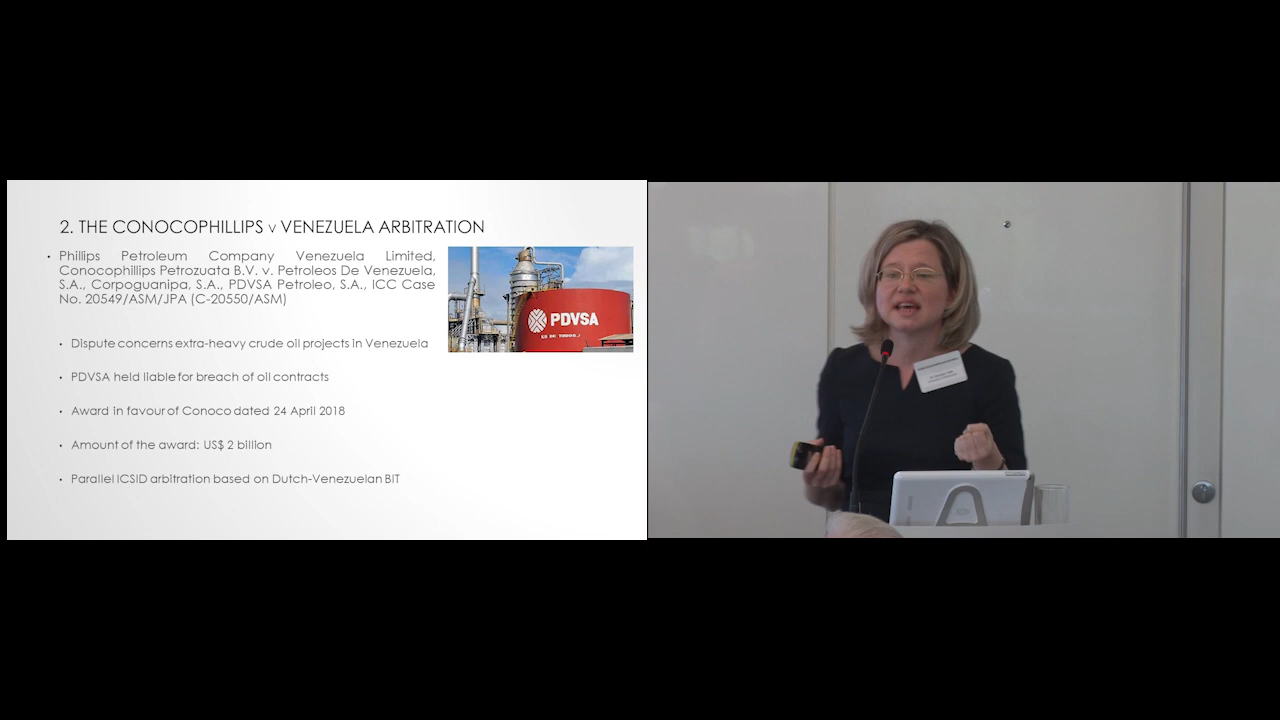 2. THE CONOCOPHILLIPS V VENEZUELA ARBITRATION
• Phillips Petroleum Company Venezuela Limited,
Conocophillips Petrozuata B.V. v. Petroleos De Venezuela,
S.A., Corpoguanipa, S.A., PDVSA Petroleo, S.A., ICC Case
No. 20549/ASM/JPA (C-20550/ASM)
PDVSA
• Dispute concerns extra-heavy crude oil projects in Venezuela
• PDVSA held liable for breach of oil contracts
• Award in favour of Conoco dated 24 April 2018
• Amount of the award: US$ 2 billion
• Parallel ICSID arbitration based on Dutch-Venezuelan BIT